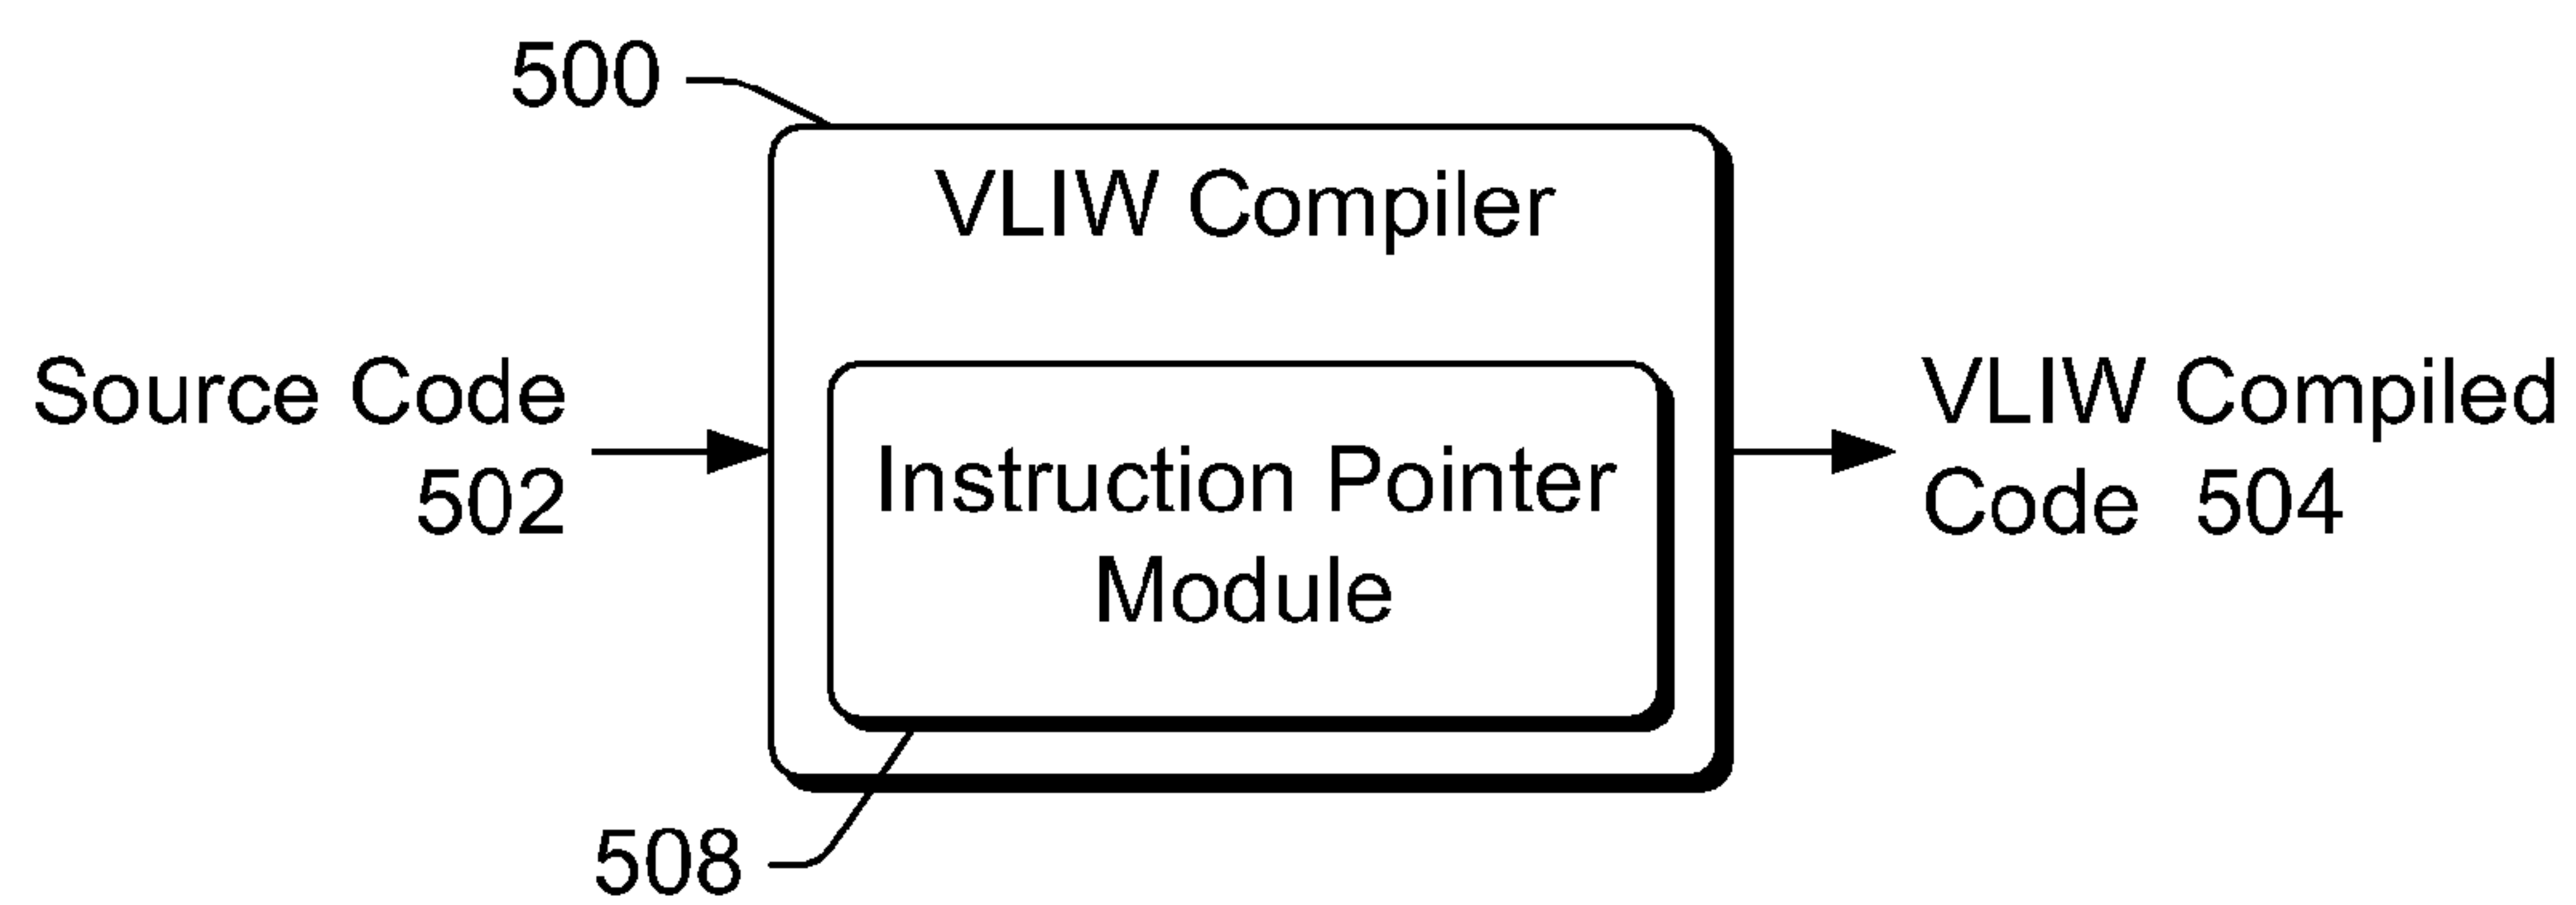 500
VLIW Compiler
Source Code
502
Instruction Pointer
Module
VLIW Compiled
Code 504
508